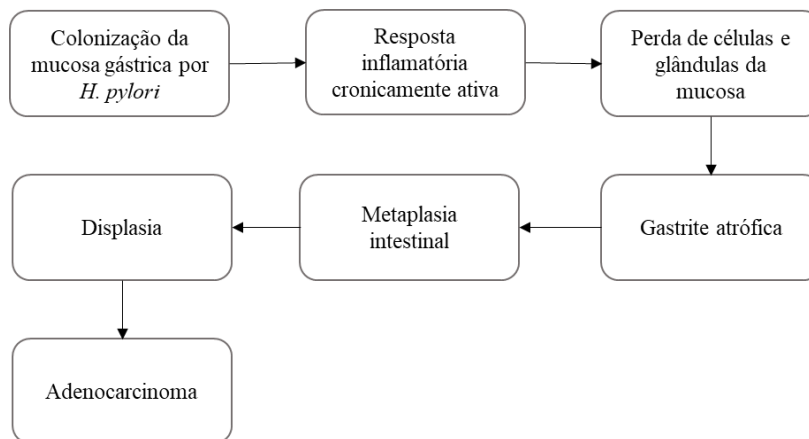 Colonização da
mucosa gástrica por
H. pylori
Resposta
inflamatória
cronicamente ativa
Perda de células e
glândulas da
mucosa
Gastrite atrófica
Metaplasia
intestinal
Displasia
Adenocarcinoma